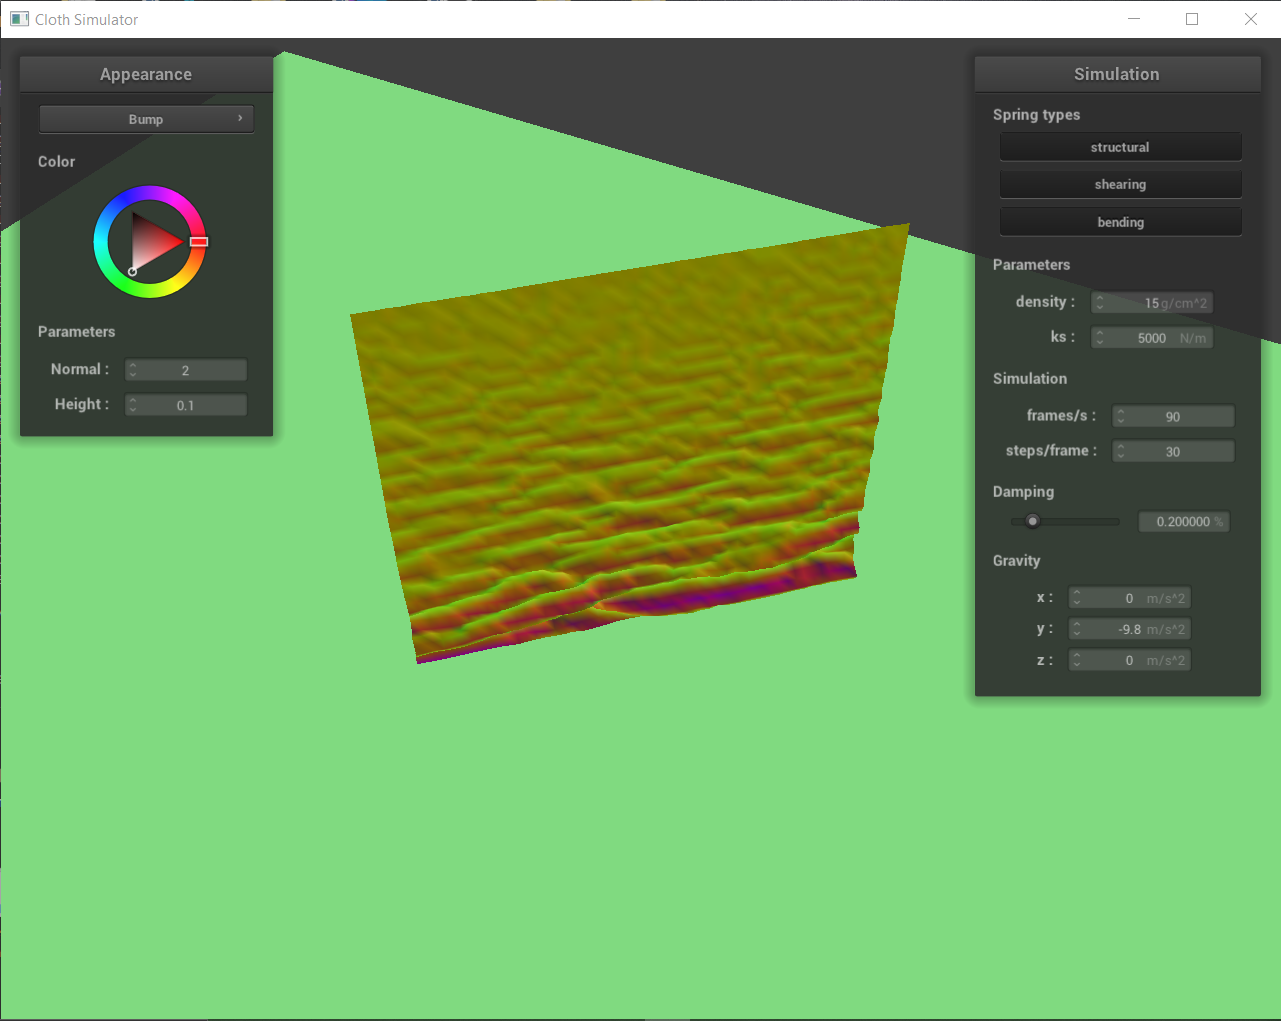 Cloth Simulator
Appearance
Bump
Color
Parameters
Normal : 2
Height : 0.1
Simulation
Spring types
structural
shearing
bending
Parameters
density : 15 g/cm^2
ks : 5000 N/m
Simulation
frames/s : 90
steps/frame : 30
Damping
0.200000 %
Gravity
x : 0 m/s^2
y : -9.8 m/s^2
z : 0 m/s^2